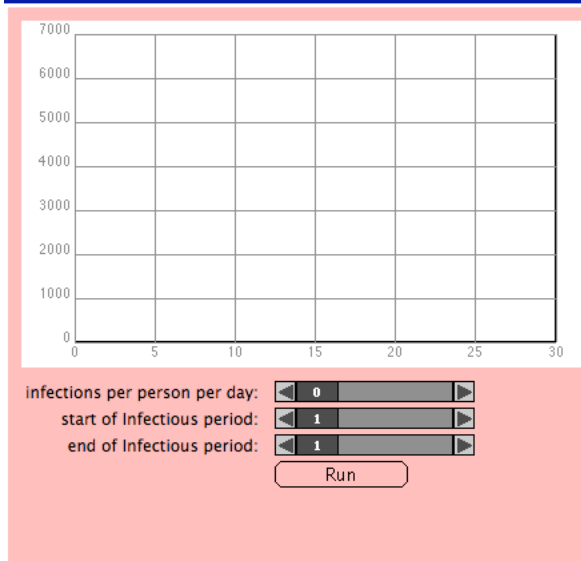 7000
6000
5000
4000
3000
2000
1000
0
0 5 10 15 20 25 30
infections per person per day: 0
start of Infectious period: 1
end of Infectious period: 1
Run